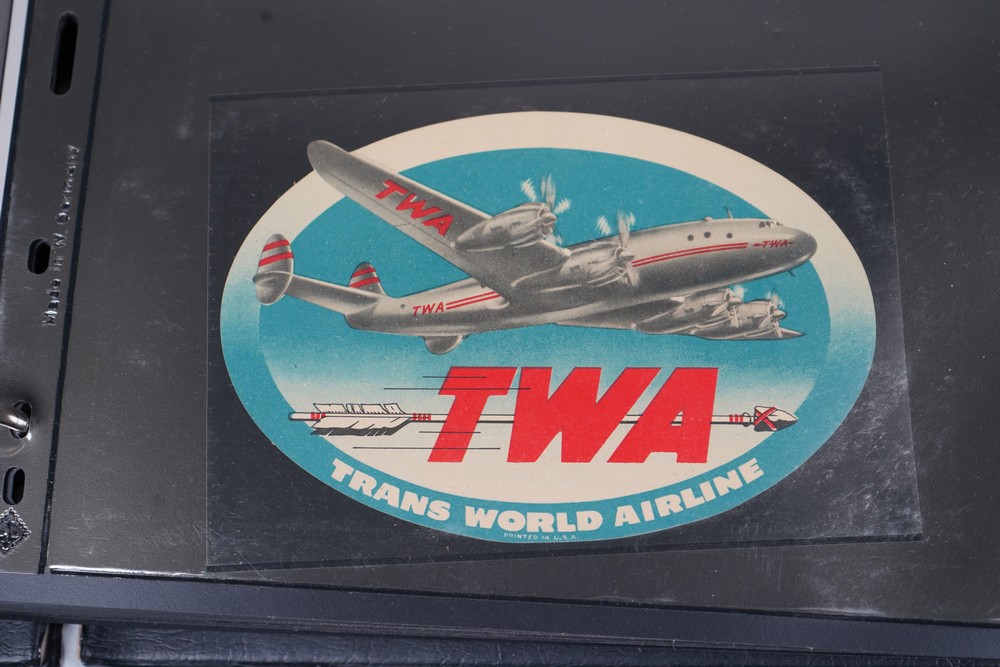 TWA
TWA
TWA
TWA
TRANS WORLD AIRLINE
PRINTED IN U.S.A.
Made in W. Germany